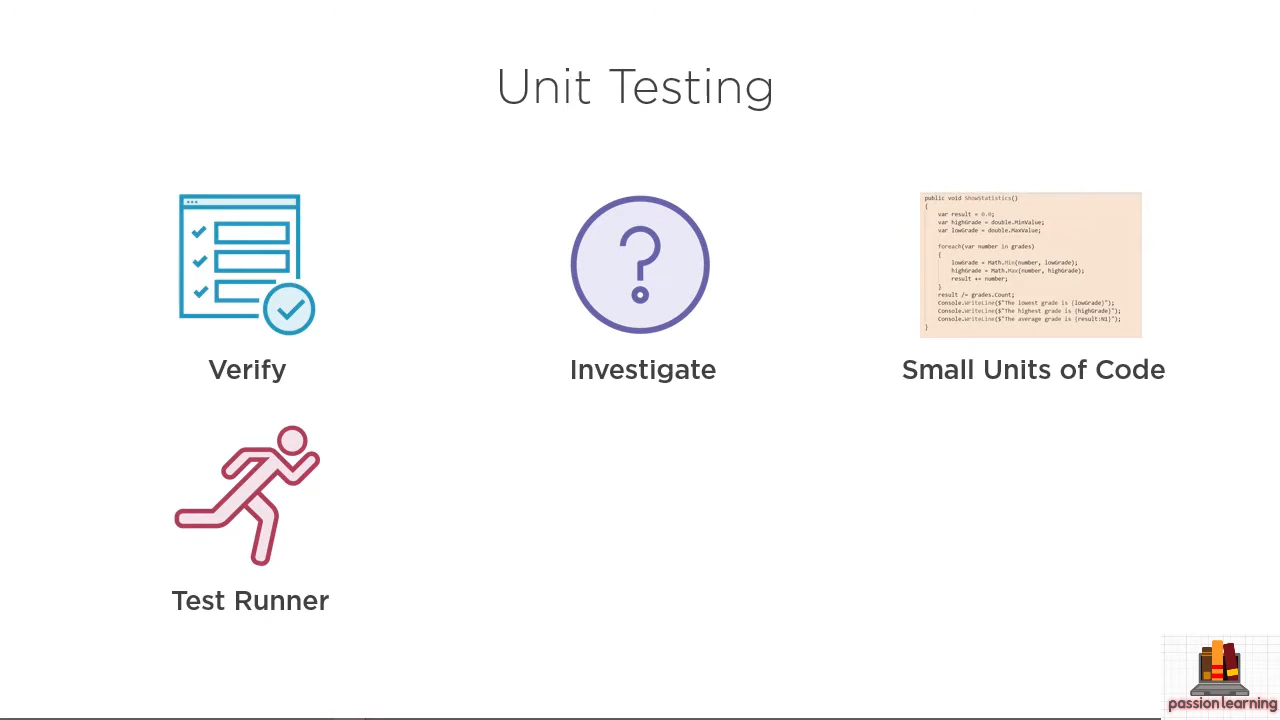 Unit Testing
public void ShowStatistics()
{
var result = 0.0;
var highGrade = double.MinValue;
var lowGrade = double.MaxValue;
foreach(var number in grades)
{
lowGrade = Math.Min(number, lowGrade);
highGrade = Math.Max(number, highGrade);
result += number;
}
result /= grades.Count;
Console.WriteLine($"The lowest grade is {lowGrade}");
Console.WriteLine($"The highest grade is {highGrade}");
Console.WriteLine($"The average grade is {result:N1}");
}
Verify
Investigate
Small Units of Code
Test Runner
passion learning